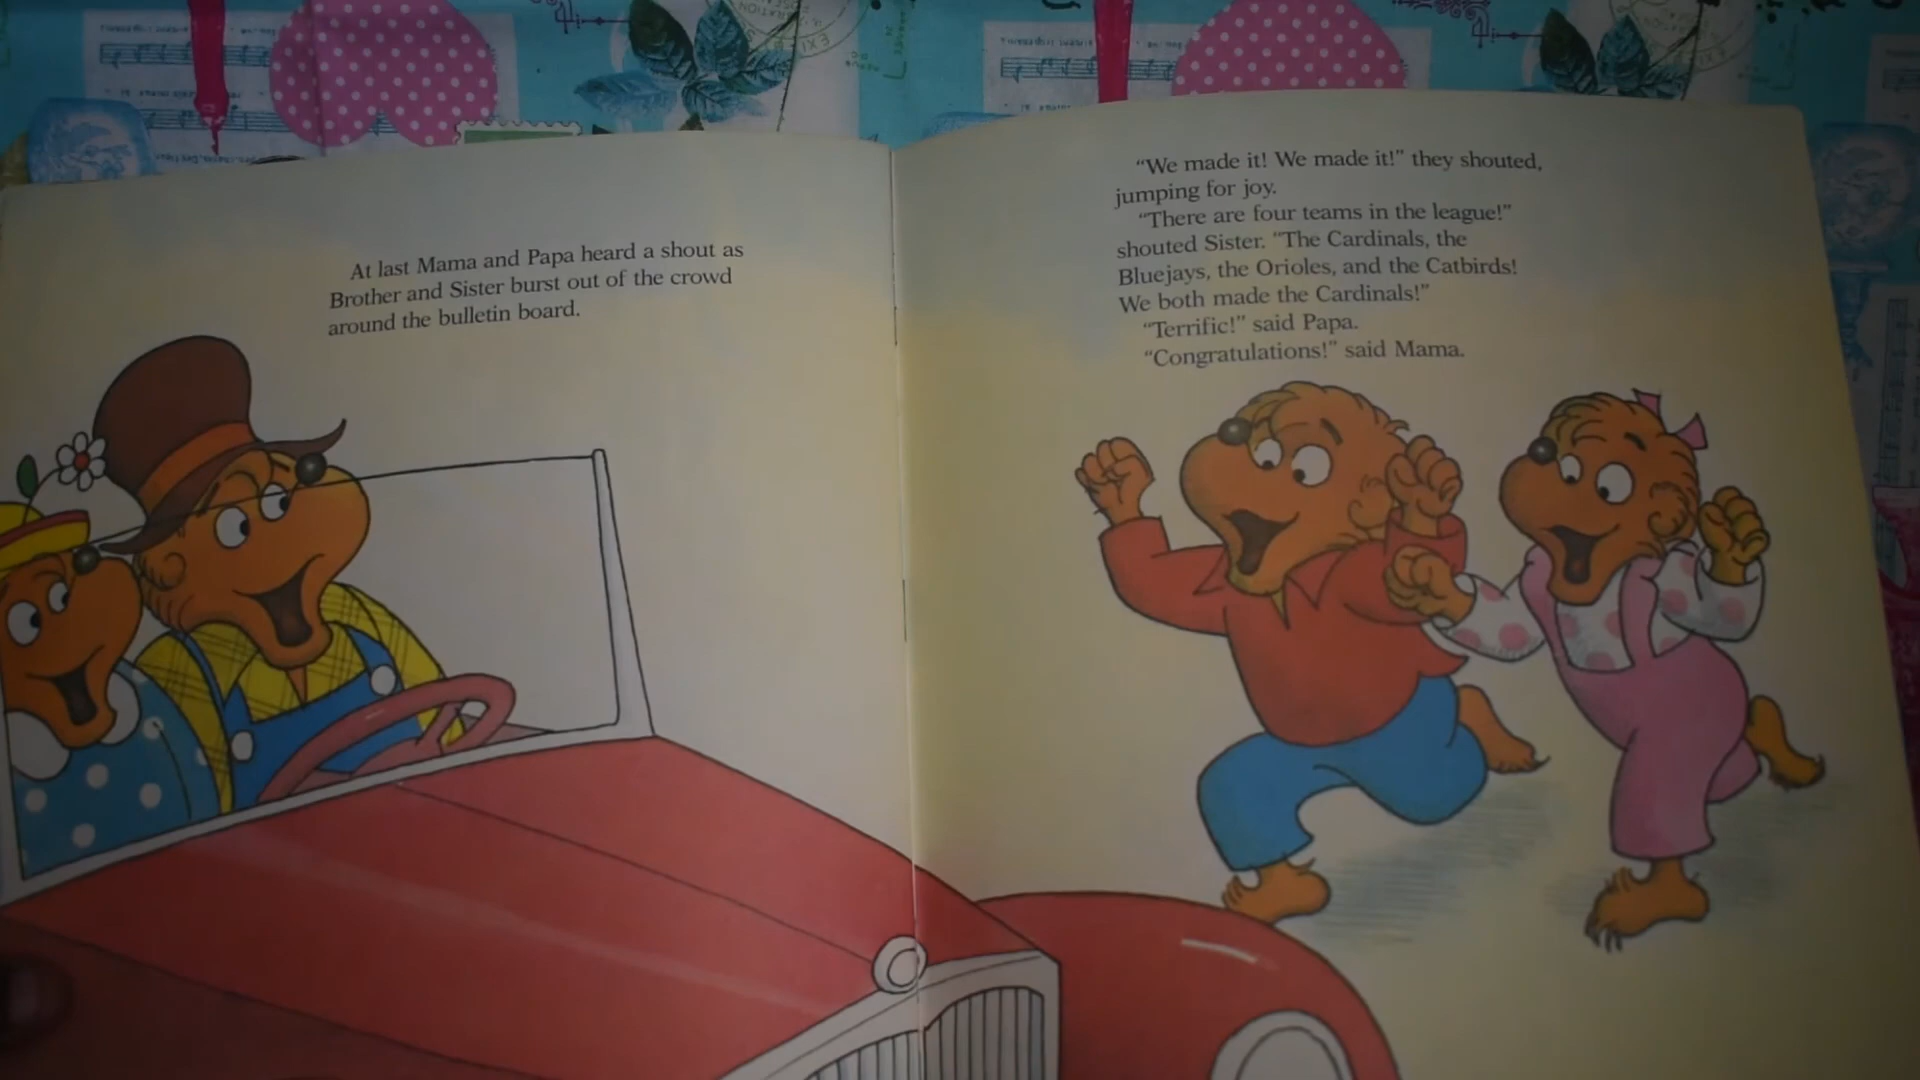 At last Mama and Papa heard a shout as
Brother and Sister burst out of the crowd
around the bulletin board.
“We made it! We made it!” they shouted,
jumping for joy.
“There are four teams in the league!”
shouted Sister. “The Cardinals, the
Bluejays, the Orioles, and the Catbirds!
We both made the Cardinals!”
“Terrific!” said Papa.
“Congratulations!” said Mama.